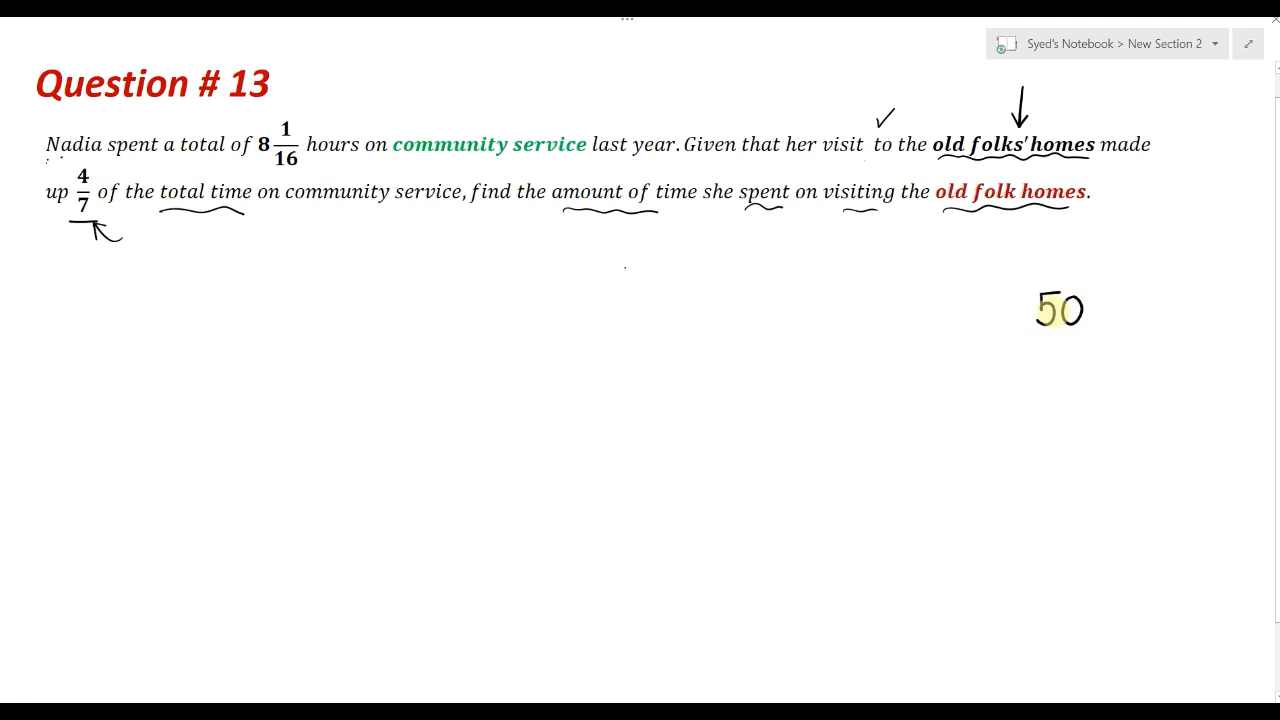 Syed's Notebook > New Section 2
Question # 13
Nadia spent a total of 8 1/16 hours on community service last year. Given that her visit to the old folks' homes made
up 4/7 of the total time on community service, find the amount of time she spent on visiting the old folk homes.
50